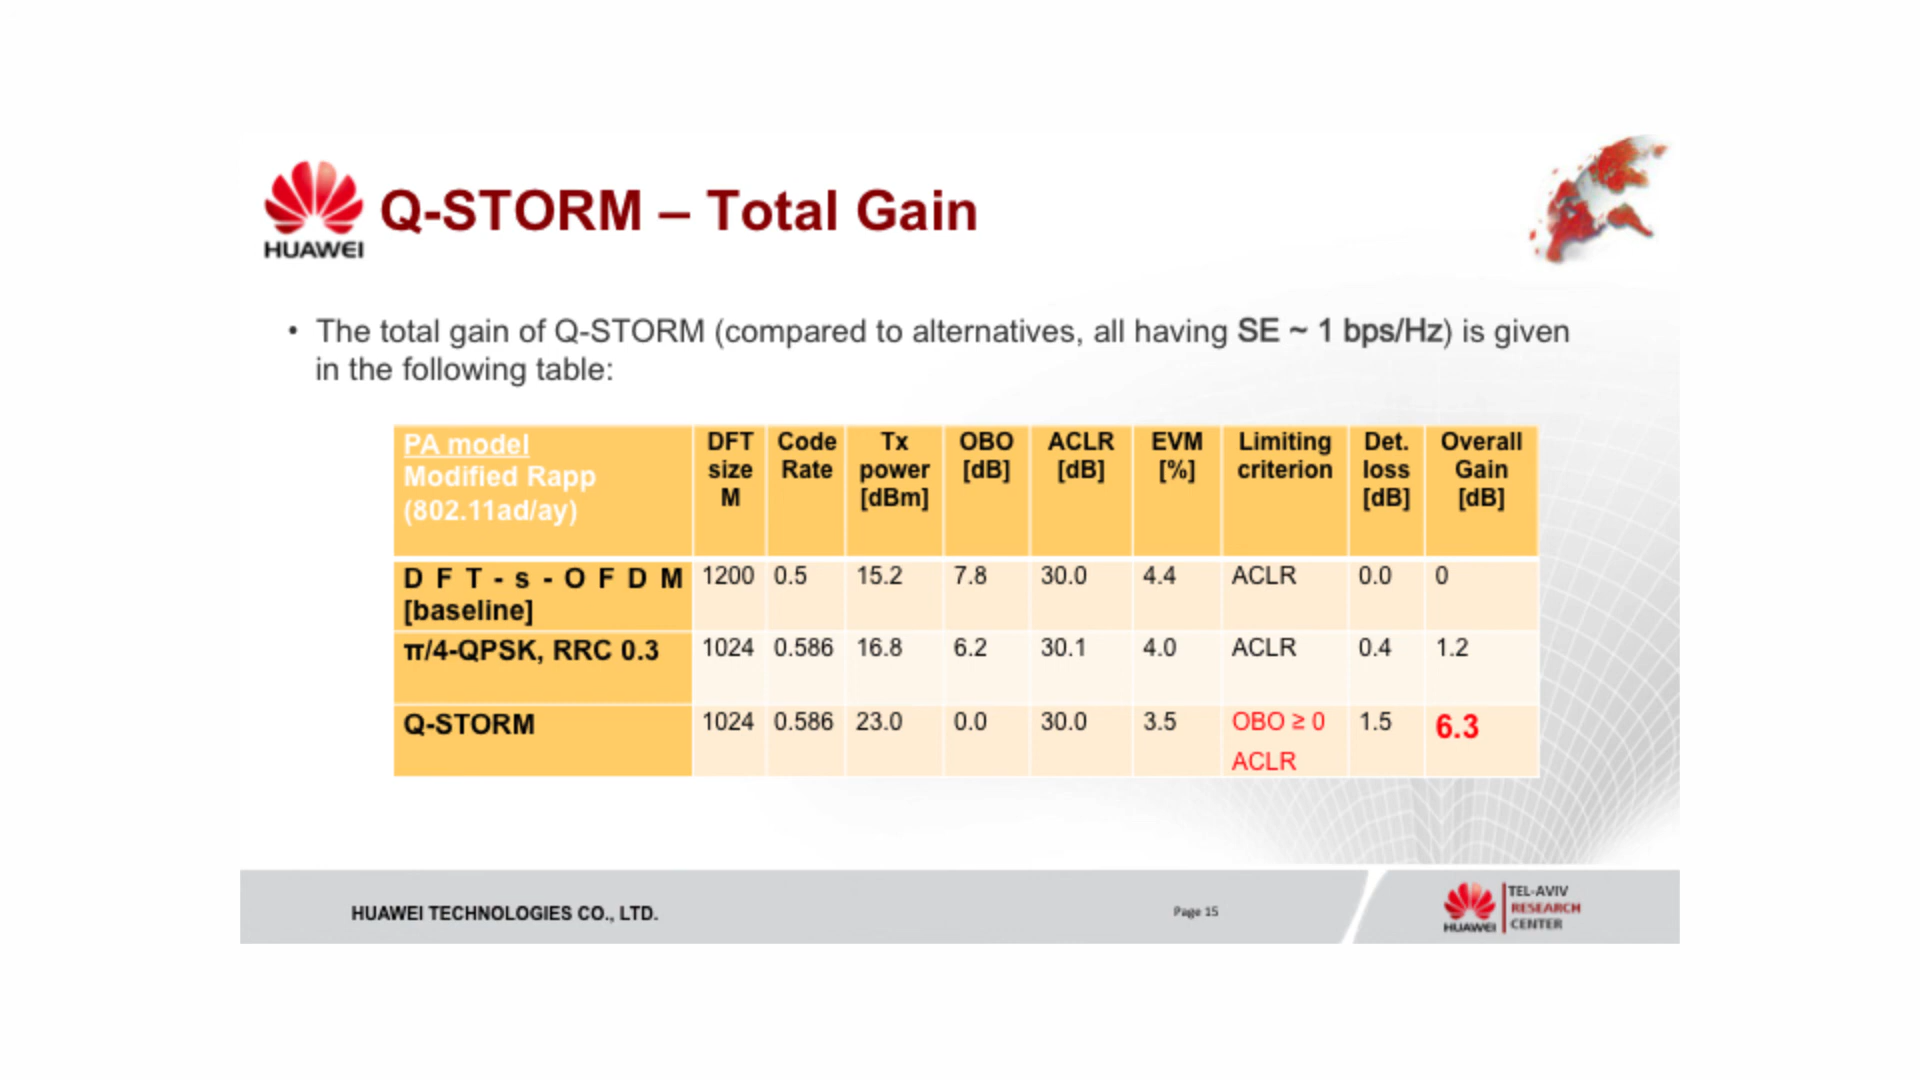 HUAWEI
Q-STORM – Total Gain
• The total gain of Q-STORM (compared to alternatives, all having SE ~ 1 bps/Hz) is given
in the following table:
PA model
Modified Rapp
(802.11ad/ay)
DFT size M
Code Rate
Tx power [dBm]
OBO [dB]
ACLR [dB]
EVM [%]
Limiting criterion
Det. loss [dB]
Overall Gain [dB]
DFT-s-OFDM [baseline] 1200 0.5 15.2 7.8 30.0 4.4 ACLR 0.0 0
π/4-QPSK, RRC 0.3 1024 0.586 16.8 6.2 30.1 4.0 ACLR 0.4 1.2
Q-STORM 1024 0.586 23.0 0.0 30.0 3.5 OBO ≥ 0 ACLR 1.5 6.3
HUAWEI TECHNOLOGIES CO., LTD.
Page 15
HUAWEI
TEL-AVIV
RESEARCH
CENTER